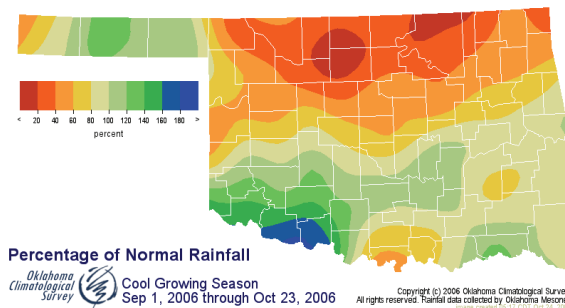 < 20 40 60 80 100 120 140 160 180 >
percent
Percentage of Normal Rainfall
Oklahoma
Climatological
Survey
Cool Growing Season
Sep 1, 2006 through Oct 23, 2006
Copyright (c) 2006 Oklahoma Climatological Surve
All rights reserved. Rainfall data collected by Oklahoma Mesone